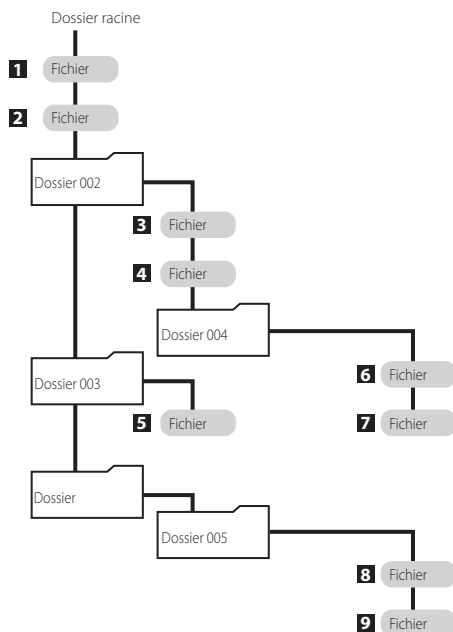 Dossier racine
1 Fichier
2 Fichier
Dossier 002
3 Fichier
4 Fichier
Dossier 004
Dossier 003
6 Fichier
5 Fichier
7 Fichier
Dossier
Dossier 005
8 Fichier
9 Fichier